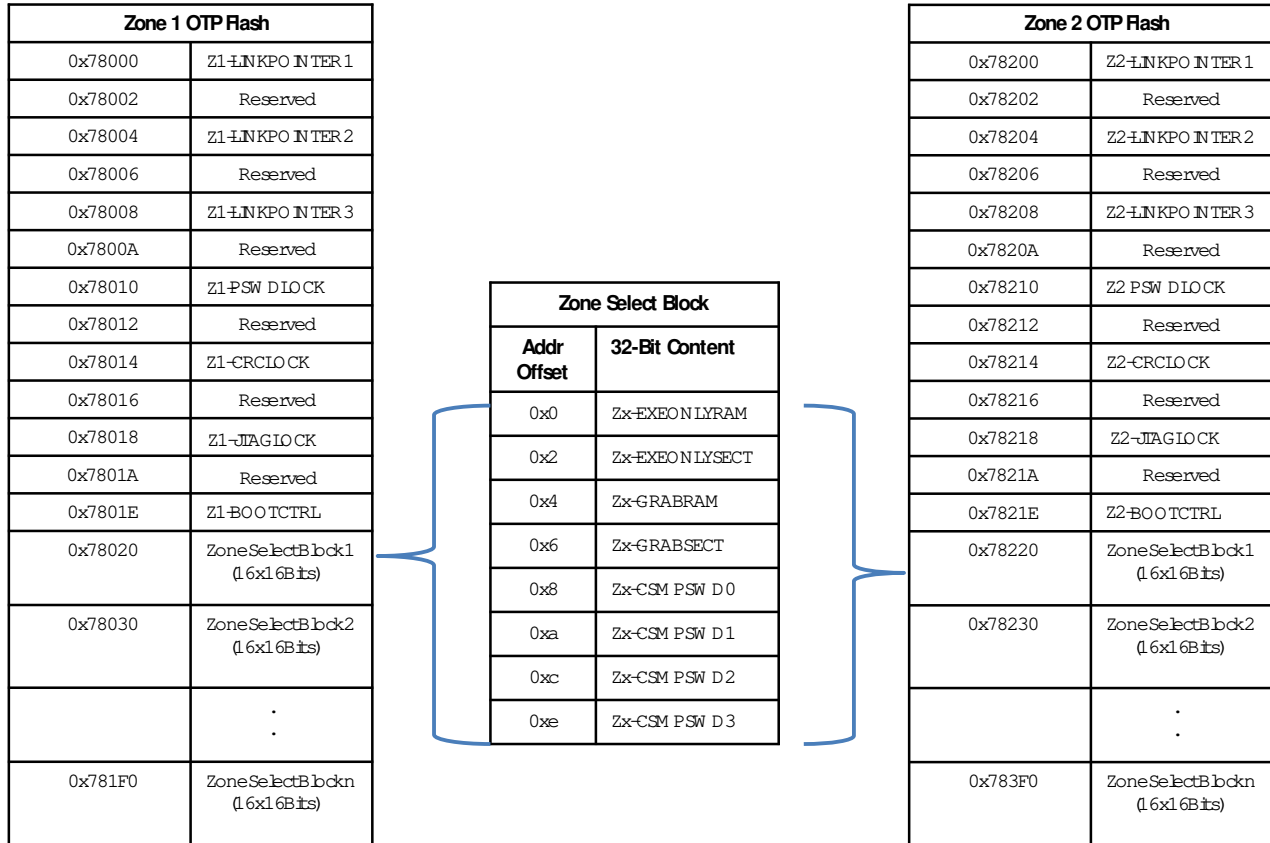 Zone 1 OTP Flash
0x78000 Z1-LINKPOINTER1
0x78002 Reserved
0x78004 Z1-LINKPOINTER2
0x78006 Reserved
0x78008 Z1-LINKPOINTER3
0x7800A Reserved
0x78010 Z1-PSWDLOCK
0x78012 Reserved
0x78014 Z1-CRCLOCK
0x78016 Reserved
0x78018 Z1-JTAGLOCK
0x7801A Reserved
0x7801E Z1-BOOTCTRL
0x78020 ZoneSelectBlock1
(16x16Bits)
0x78030 ZoneSelectBlock2
(16x16Bits)
.
.
0x781F0 ZoneSelectBlockn
(16x16Bits)
Zone Select Block
Addr
Offset
32-Bit Content
0x0 Zx-EXEONLYRAM
0x2 Zx-EXEONLYSECT
0x4 Zx-GRABRAM
0x6 Zx-GRABSECT
0x8 Zx-CSMPSWD0
0xa Zx-CSMPSWD1
0xc Zx-CSMPSWD2
0xe Zx-CSMPSWD3
Zone 2 OTP Flash
0x78200 Z2-LINKPOINTER1
0x78202 Reserved
0x78204 Z2-LINKPOINTER2
0x78206 Reserved
0x78208 Z2-LINKPOINTER3
0x7820A Reserved
0x78210 Z2 PSWDLOCK
0x78212 Reserved
0x78214 Z2-CRCLOCK
0x78216 Reserved
0x78218 Z2-JTAGLOCK
0x7821A Reserved
0x7821E Z2-BOOTCTRL
0x78220 ZoneSelectBlock1
(16x16Bits)
0x78230 ZoneSelectBlock2
(16x16Bits)
.
.
0x783F0 ZoneSelectBlockn
(16x16Bits)